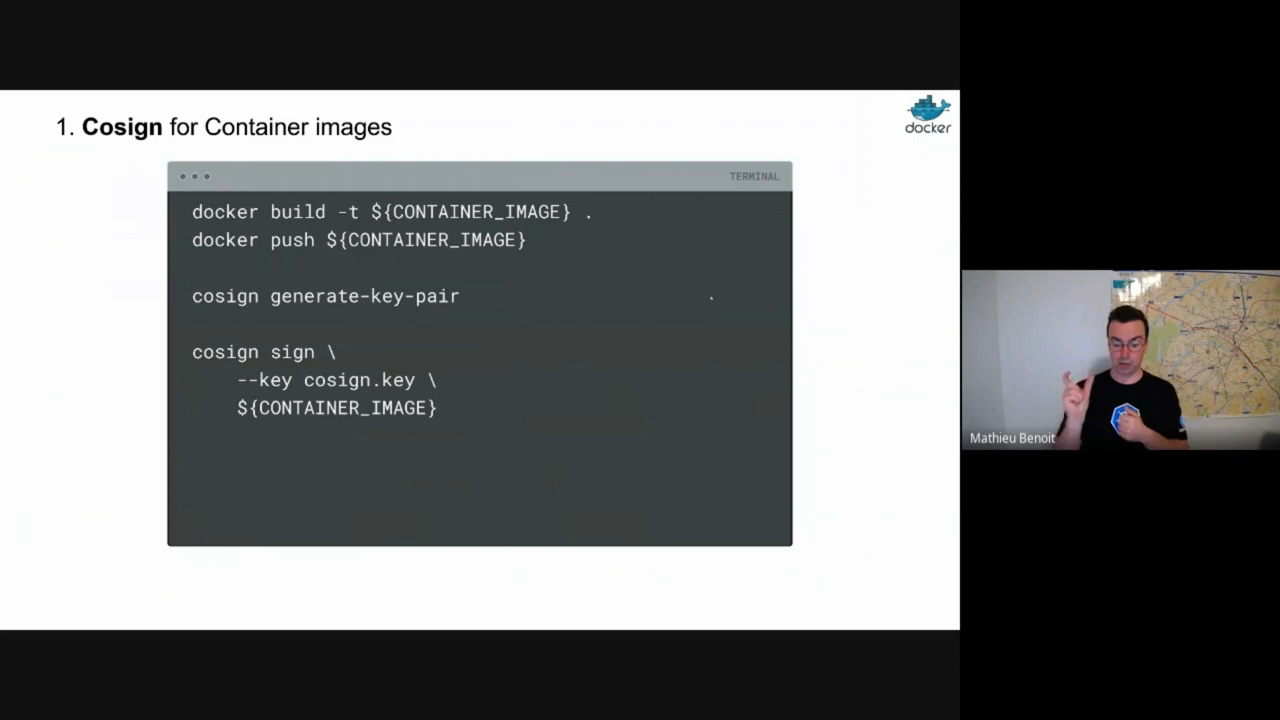 1. Cosign for Container images
docker
TERMINAL
docker build -t ${CONTAINER_IMAGE} .
docker push ${CONTAINER_IMAGE}
cosign generate-key-pair
cosign sign \
--key cosign.key \
${CONTAINER_IMAGE}
Mathieu Benoit